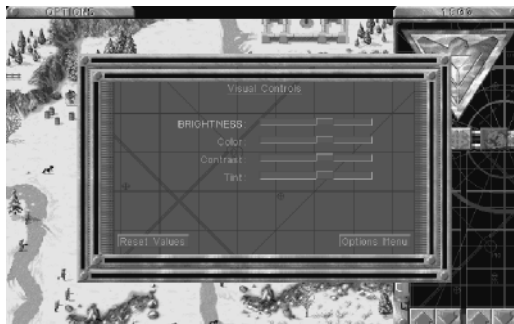 OPTIONS
Visual Controls
BRIGHTNESS:
Color:
Contrast:
Tint:
Reset Values
Options Menu